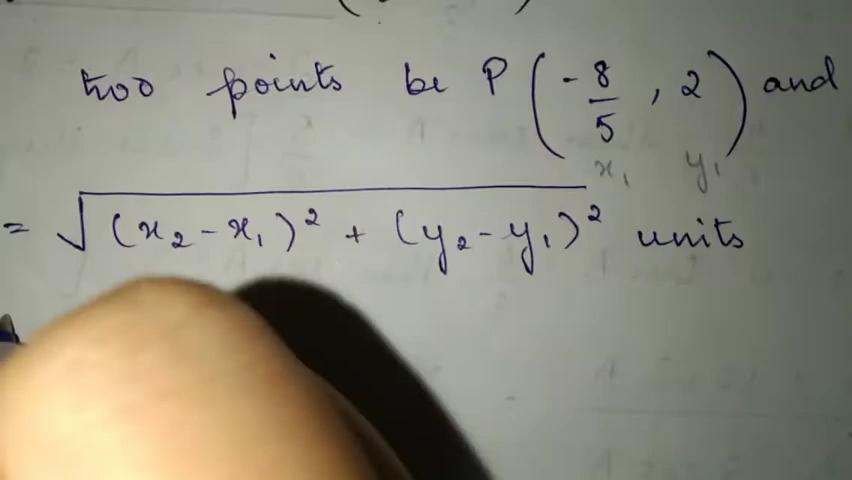 two points be P (-8/5, 2) and
x₁ y₁
= √((x₂ - x₁)² + (y₂ - y₁)²) units